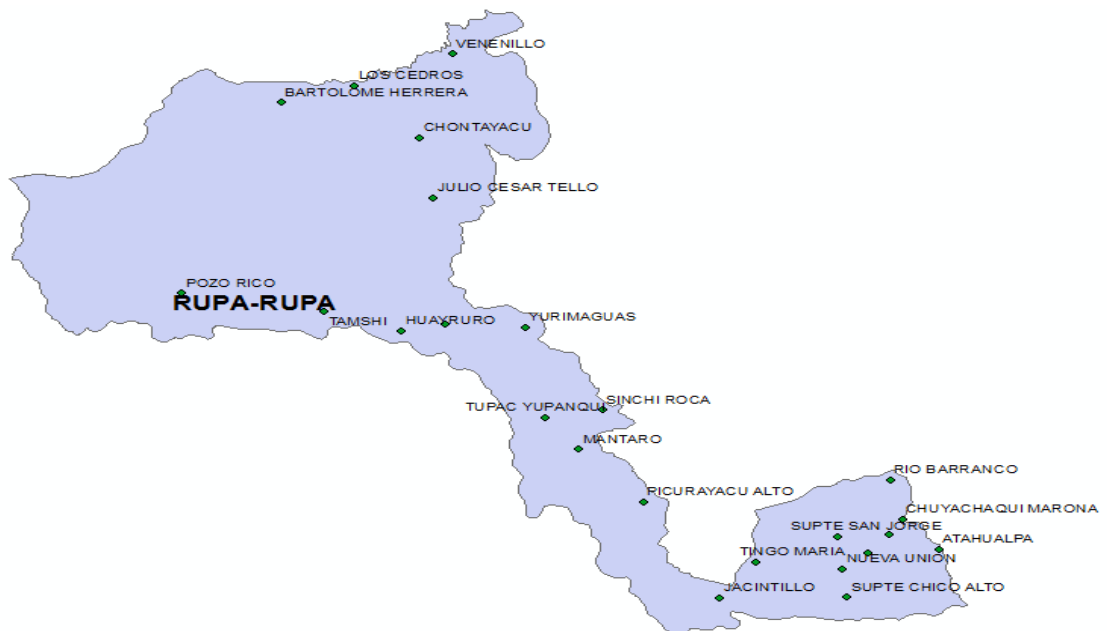 VENENILLO
LOS CEDROS
BARTOLOME HERRERA
CHONTAYACU
JULIO CESAR TELLO
POZO RICO
RUPA-RUPA
TAMSHI
HUAYRURO
YURIMAGUAS
SINCHI ROCA
TUPAC YUPANQUI
MANTARO
RIO BARRANCO
PICURAYACU ALTO
CHUYACHAQUI MARONA
SUPTE SAN JORGE
ATAHUALPA
TINGO MARIA
NUEVA UNION
JACINTILLO
SUPTE CHICO ALTO